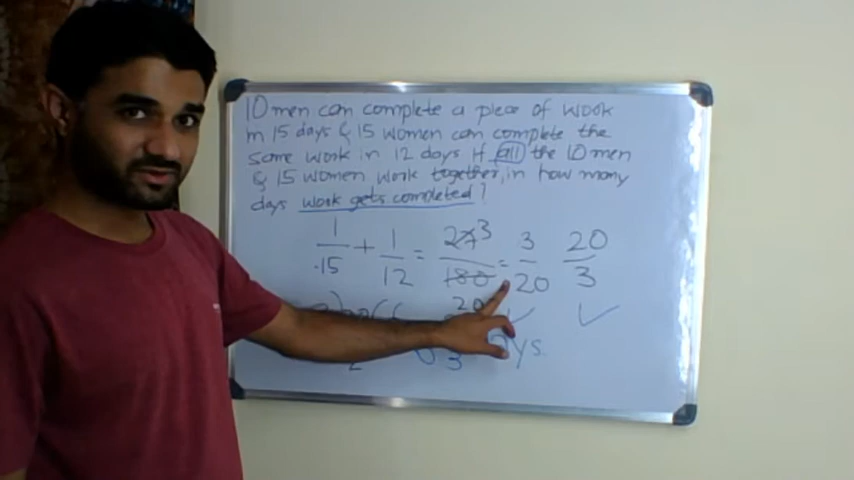 10 men can complete a piece of work
in 15 days & 15 women can complete the
same work in 12 days If all the 10 men
& 15 women work together, in how many
days work gets completed?
1/15 + 1/12 = 27 3/180 20 = 3/20 20/3
3 ys